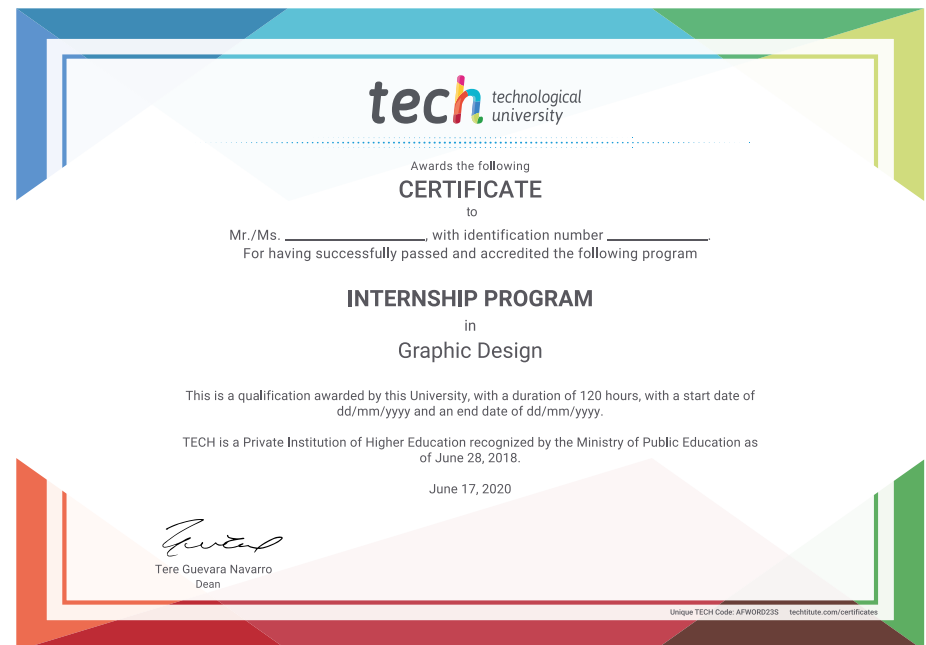 tech technological
university
Awards the following
CERTIFICATE
to
Mr./Ms. ____________________, with identification number ______________.
For having successfully passed and accredited the following program
INTERNSHIP PROGRAM
in
Graphic Design
This is a qualification awarded by this University, with a duration of 120 hours, with a start date of
dd/mm/yyyy and an end date of dd/mm/yyyy.
TECH is a Private Institution of Higher Education recognized by the Ministry of Public Education as
of June 28, 2018.
June 17, 2020
Tere Guevara Navarro
Dean
Unique TECH Code: AFWORD23S techtitute.com/certificates